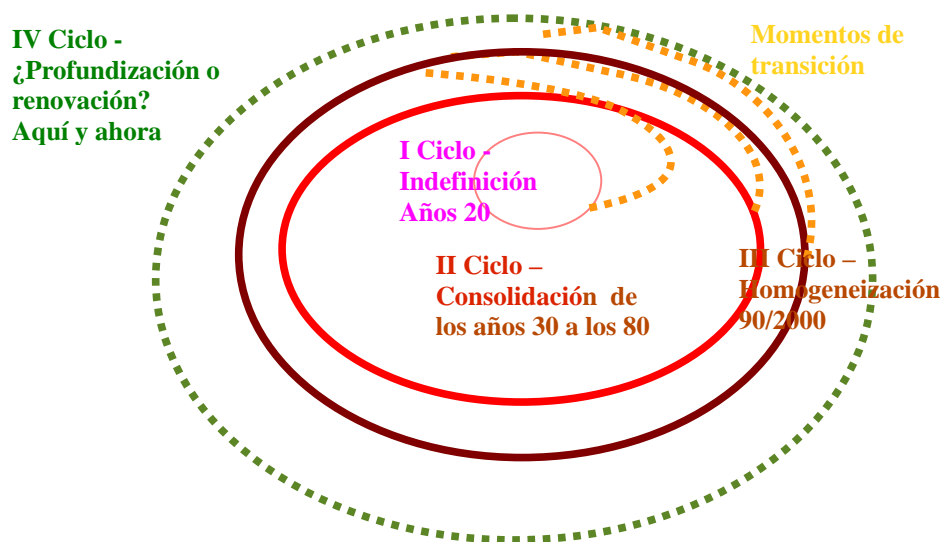 IV Ciclo -
¿Profundización o
renovación?
Aquí y ahora
Momentos de
transición
I Ciclo -
Indefinición
Años 20
II Ciclo –
Consolidación de
los años 30 a los 80
III Ciclo –
Homogeneización
90/2000